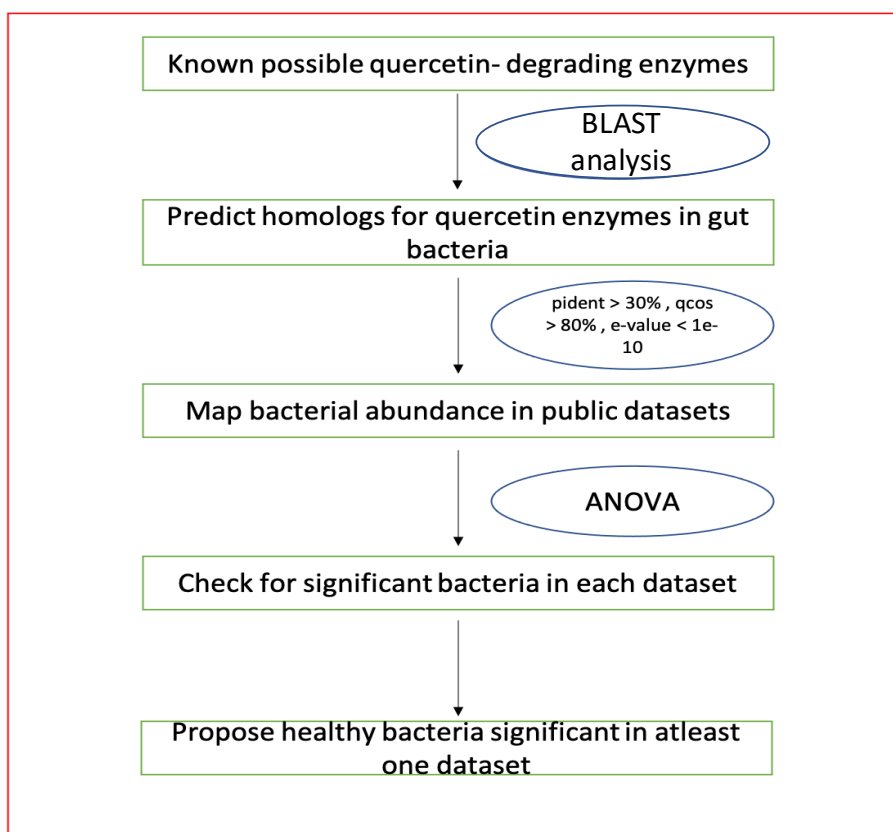 Known possible quercetin- degrading enzymes
BLAST
analysis
Predict homologs for quercetin enzymes in gut
bacteria
pident > 30% , qcos
> 80% , e-value < 1e-
10
Map bacterial abundance in public datasets
ANOVA
Check for significant bacteria in each dataset
Propose healthy bacteria significant in atleast
one dataset